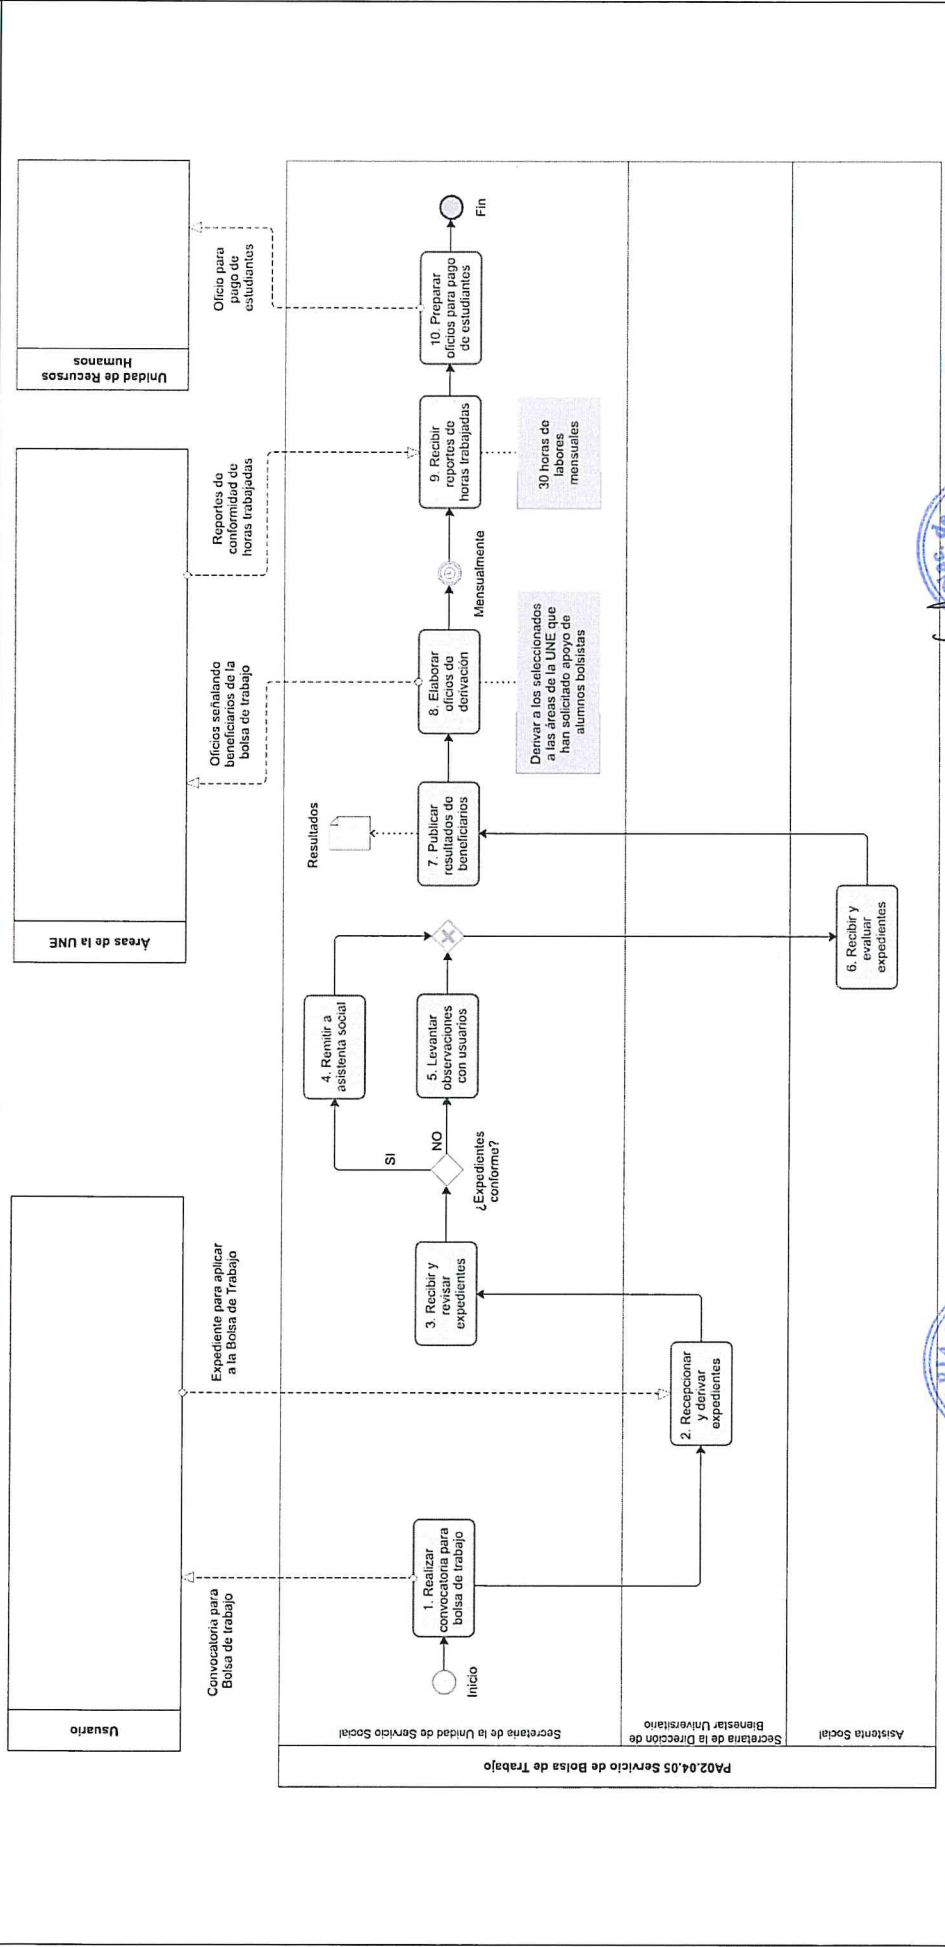 Usuario
Áreas de la UNE
Unidad de Recursos
Humanos
Convocatoria para
Bolsa de trabajo
Expediente para aplicar
a la Bolsa de Trabajo
Oficios señalando
beneficiarios de la
bolsa de trabajo
Reportes de
conformidad de
horas trabajadas
Oficio para
pago de
estudiantes
PA02.04.05 Servicio de Bolsa de Trabajo
Secretaria de la Unidad de Servicio Social
Inicio
1. Realizar
convocatoria para
bolsa de trabajo
3. Recibir y
revisar
expedientes
¿Expedientes
conforme?
SI
NO
4. Remitir a
asistenta social
5. Levantar
observaciones
con usuarios
Resultados
7. Publicar
resultados de
beneficiarios
8. Elaborar
oficios de
derivación
Derivar a los seleccionados
a las áreas de la UNE que
han solicitado apoyo de
alumnos bolsistas
Mensualmente
9. Recibir
reportes de
horas trabajadas
30 horas de
labores
mensuales
10. Preparar
oficios para pago
de estudiantes
Fin
Secretaria de la Dirección de
Bienestar Universitario
2. Recepcionar
y derivar
expedientes
Asistenta Social
6. Recibir y
evaluar
expedientes